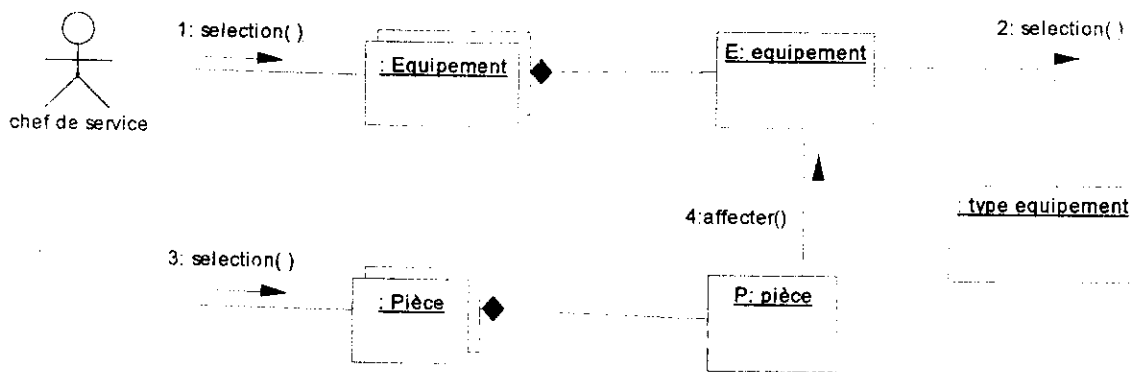 1: selection( )
: Equipement
E: equipement
2: selection( )
chef de service
4:affecter()
: type equipement
3: selection( )
: Pièce
P: pièce